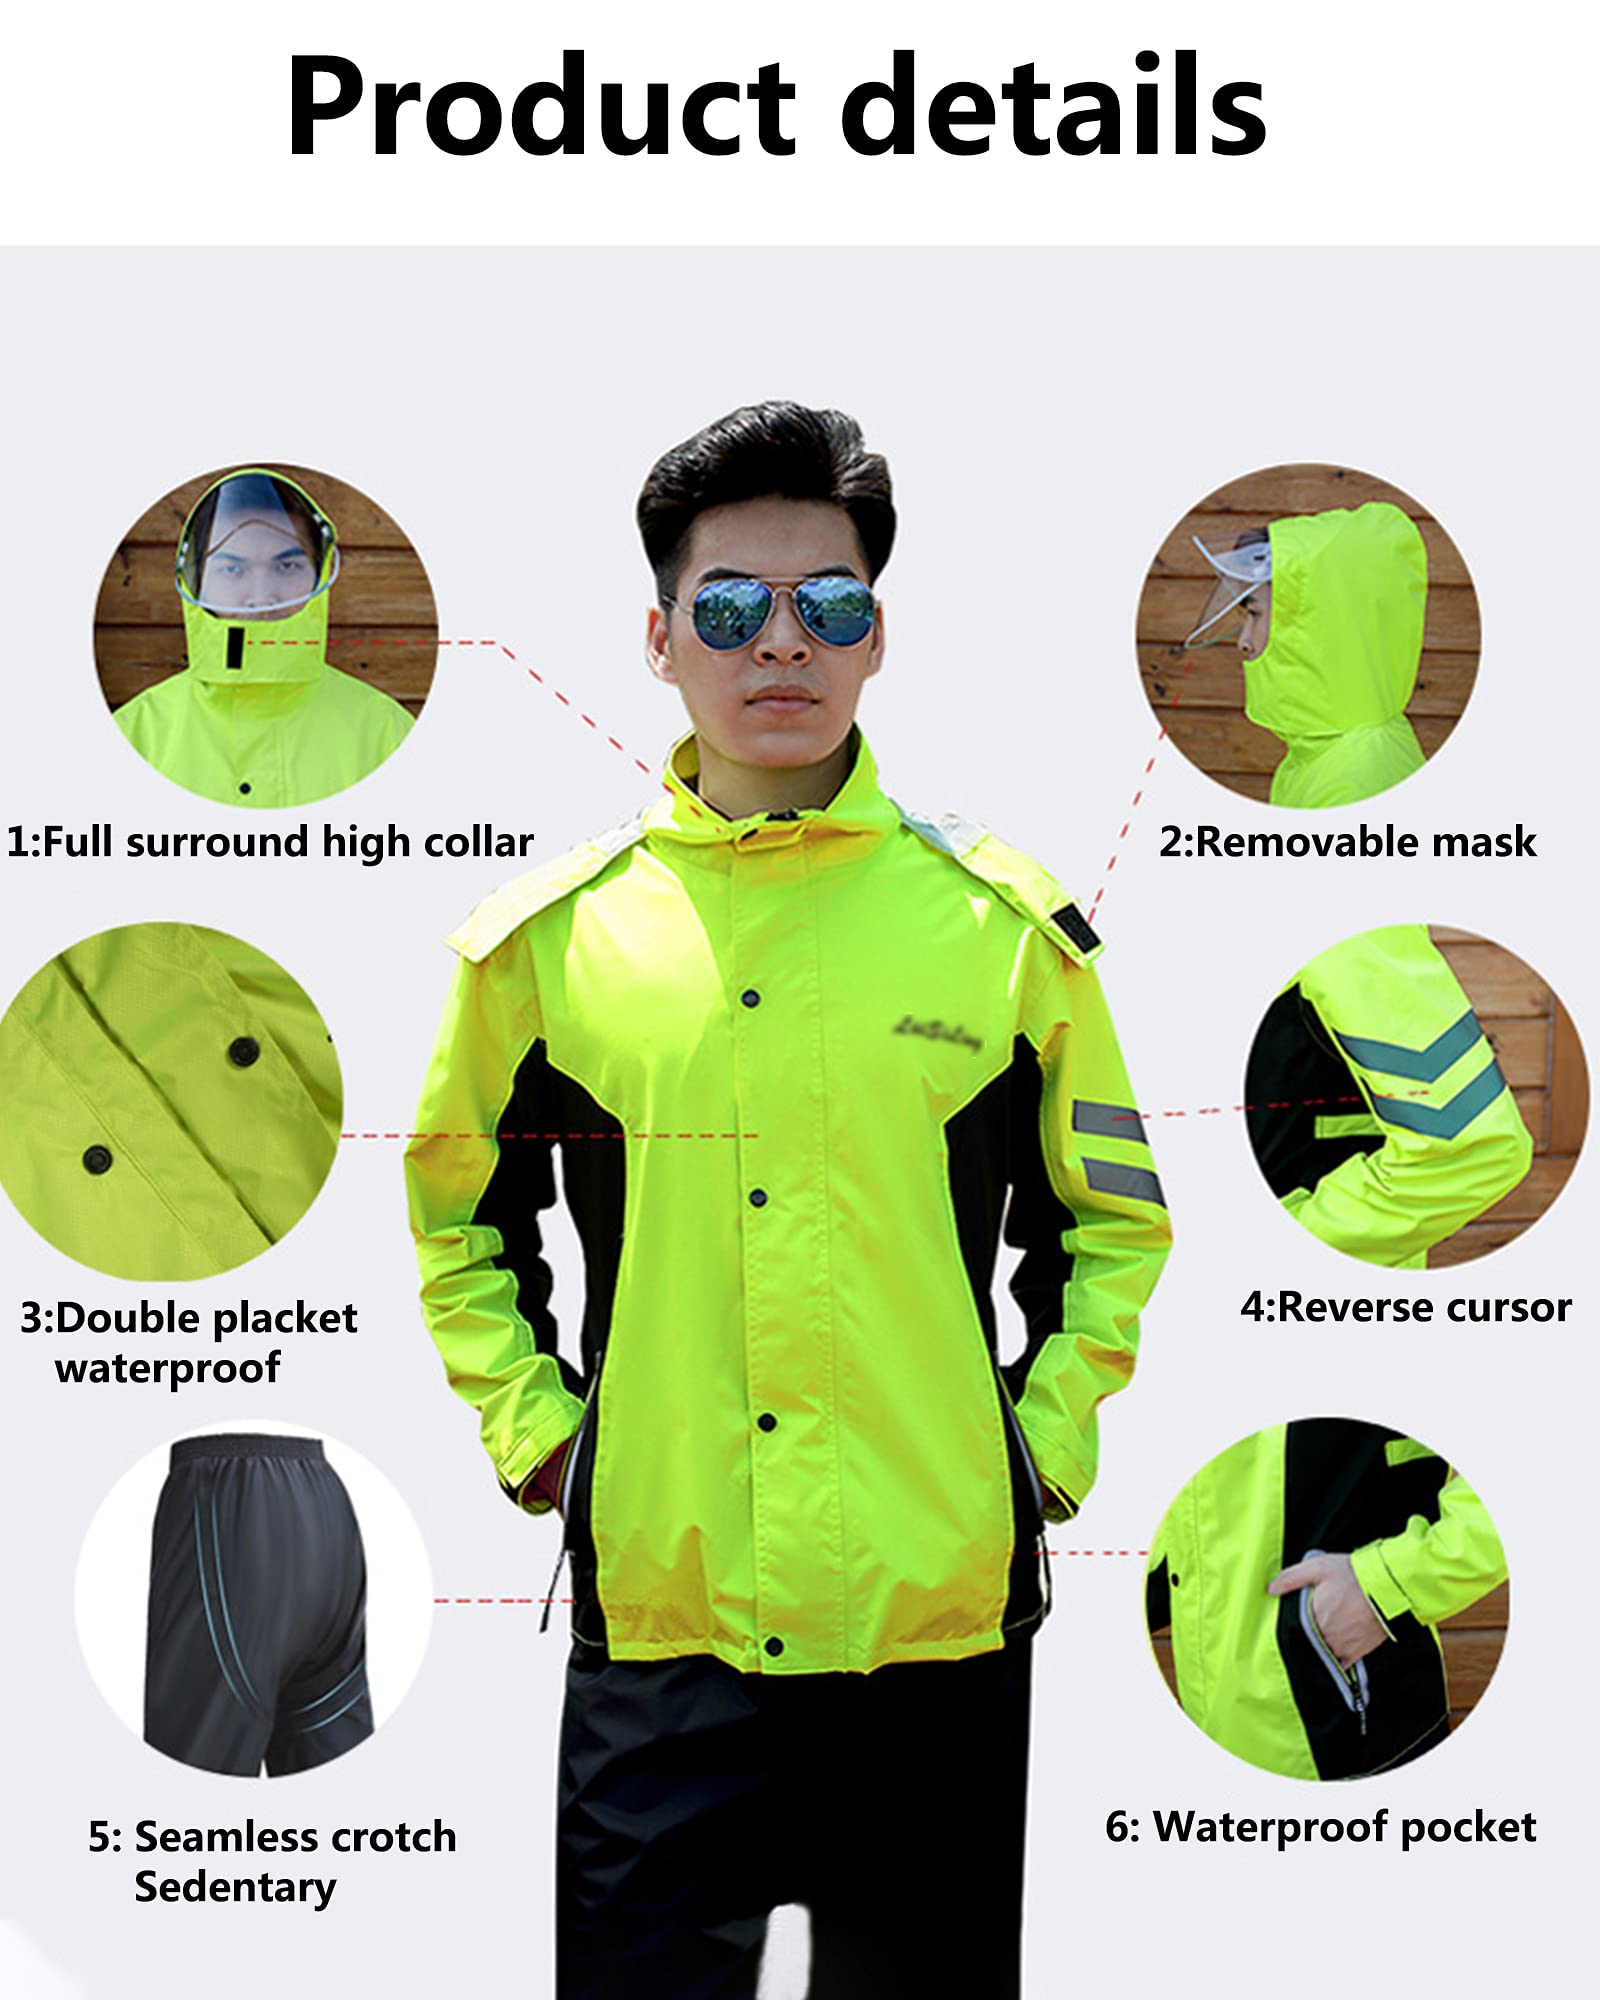 Product details
1:Full surround high collar
2:Removable mask
3:Double placket
waterproof
4:Reverse cursor
5: Seamless crotch
Sedentary
6: Waterproof pocket